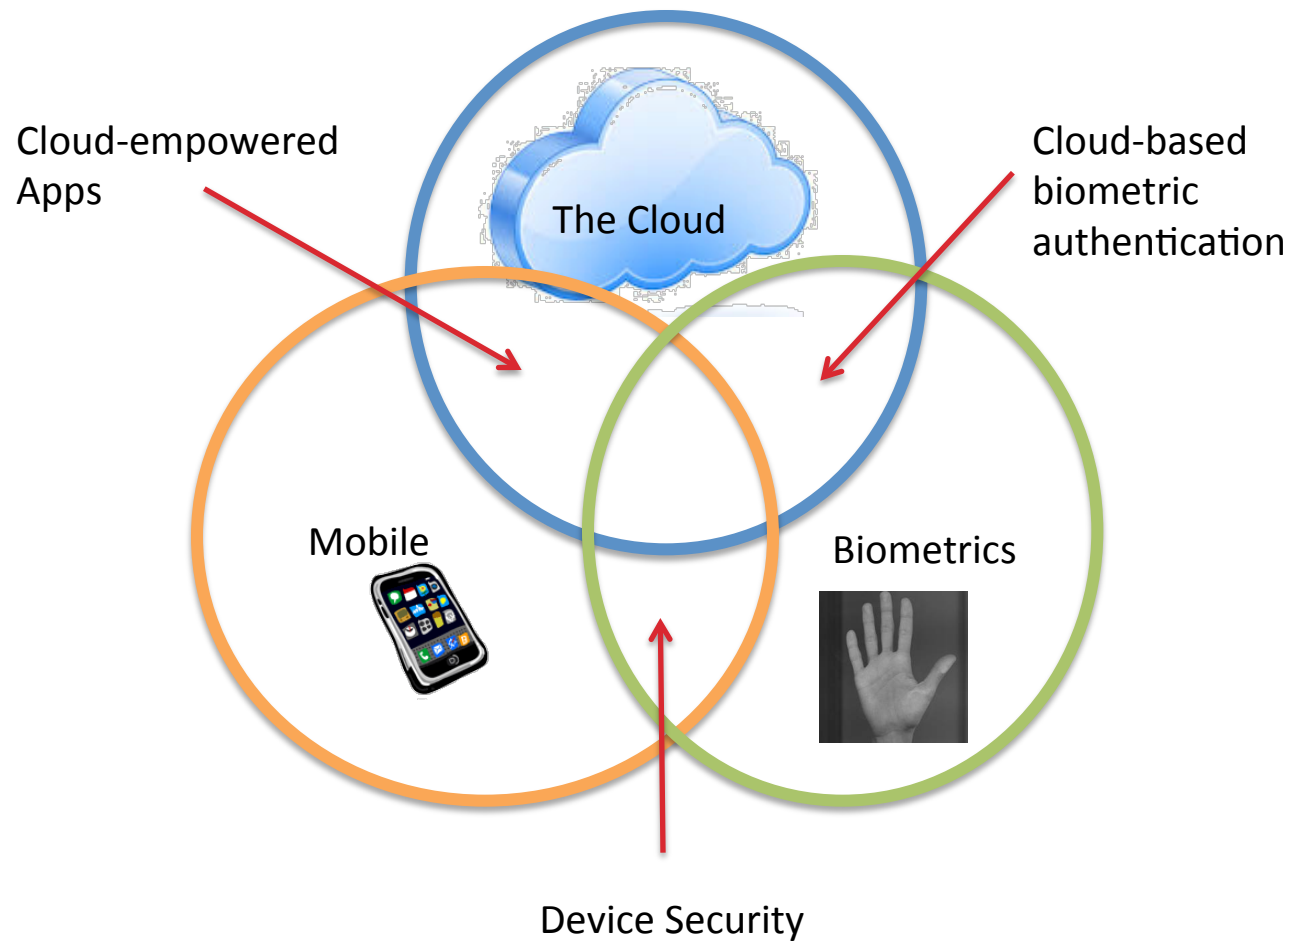 Cloud-empowered
Apps
Cloud-based
biometric
authentication
The Cloud
Mobile
Biometrics
Device Security